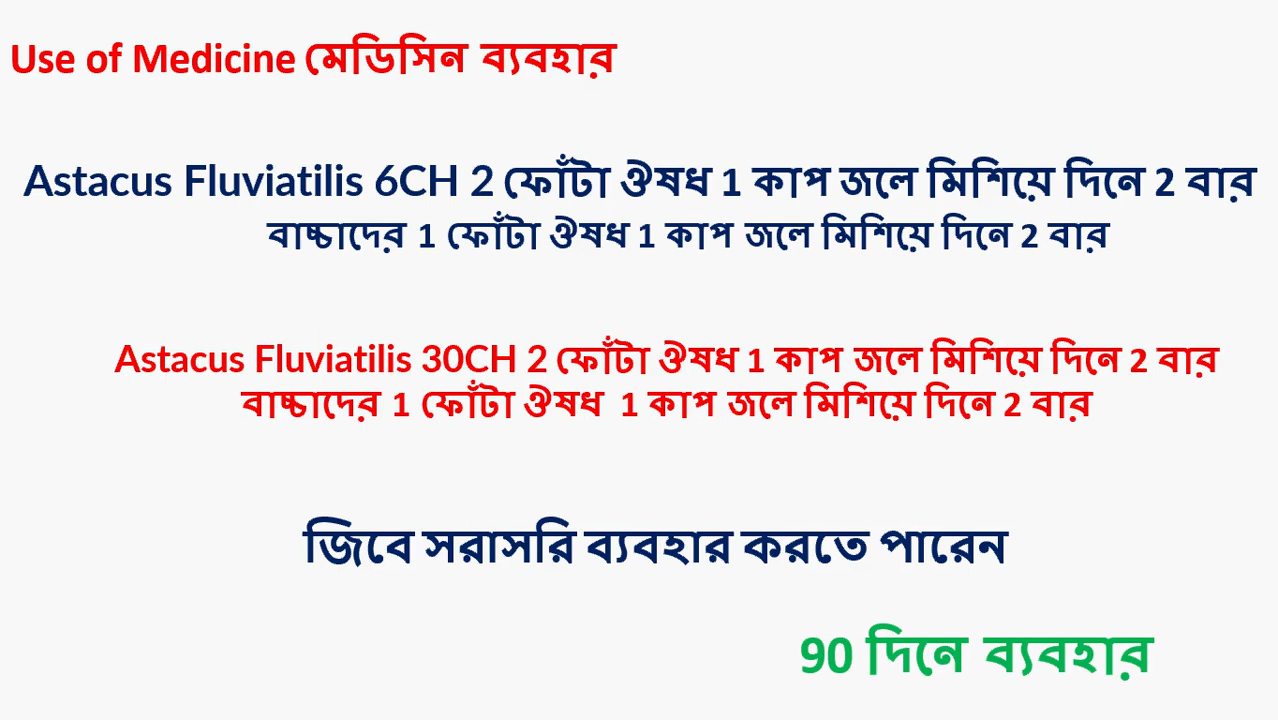 Use of Medicine মেডিসিন ব্যবহার
Astacus Fluviatilis 6CH 2 ফোঁটা ঔষধ 1 কাপ জলে মিশিয়ে দিনে 2 বার
বাচ্চাদের 1 ফোঁটা ঔষধ 1 কাপ জলে মিশিয়ে দিনে 2 বার
Astacus Fluviatilis 30CH 2 ফোঁটা ঔষধ 1 কাপ জলে মিশিয়ে দিনে 2 বার
বাচ্চাদের 1 ফোঁটা ঔষধ 1 কাপ জলে মিশিয়ে দিনে 2 বার
জিবে সরাসরি ব্যবহার করতে পারেন
90 দিনে ব্যবহার